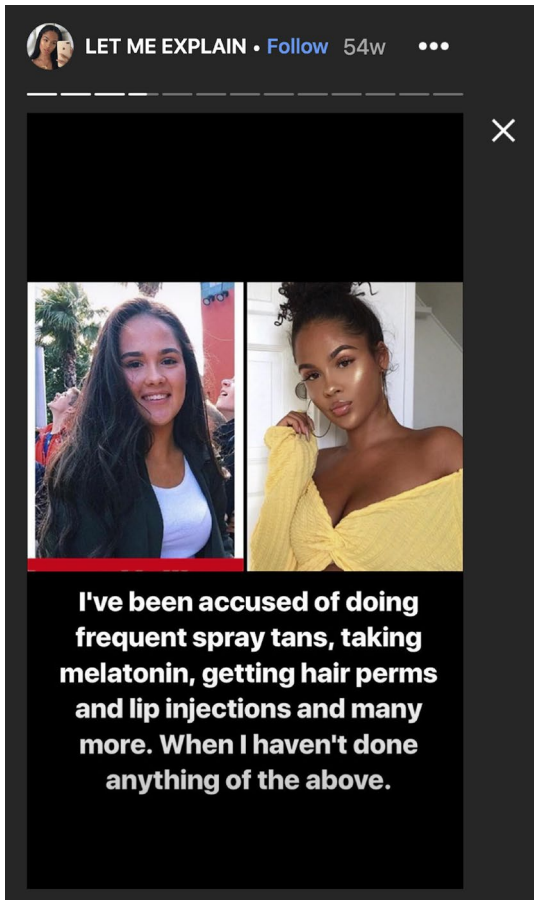 LET ME EXPLAIN • Follow 54w
I've been accused of doing
frequent spray tans, taking
melatonin, getting hair perms
and lip injections and many
more. When I haven't done
anything of the above.